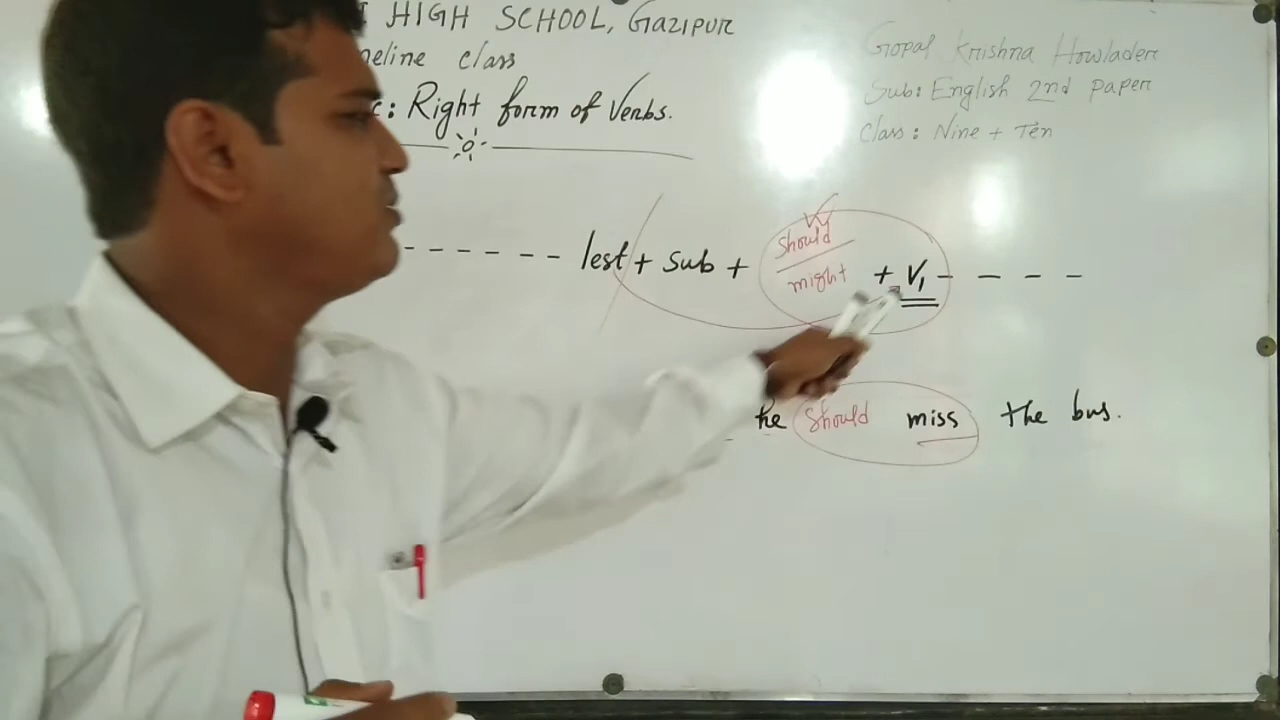 HIGH SCHOOL, Gazipur
class
: Right form of Verbs.
Gopal Krishna Howlader
Sub: English 2nd paper
Class: Nine + Ten
------ lest + sub + should/might + V1 - - - -
he should miss the bus.